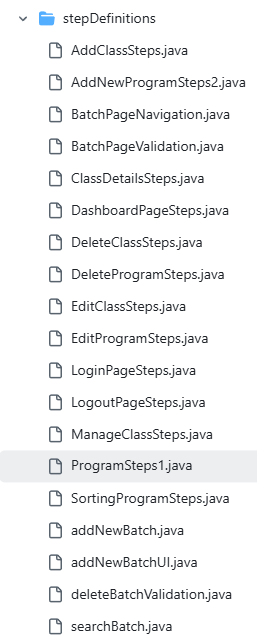 stepDefinitions
AddClassSteps.java
AddNewProgramSteps2.java
BatchPageNavigation.java
BatchPageValidation.java
ClassDetailsSteps.java
DashboardPageSteps.java
DeleteClassSteps.java
DeleteProgramSteps.java
EditClassSteps.java
EditProgramSteps.java
LoginPageSteps.java
LogoutPageSteps.java
ManageClassSteps.java
ProgramSteps1.java
SortingProgramSteps.java
addNewBatch.java
addNewBatchUI.java
deleteBatchValidation.java
searchBatch.java